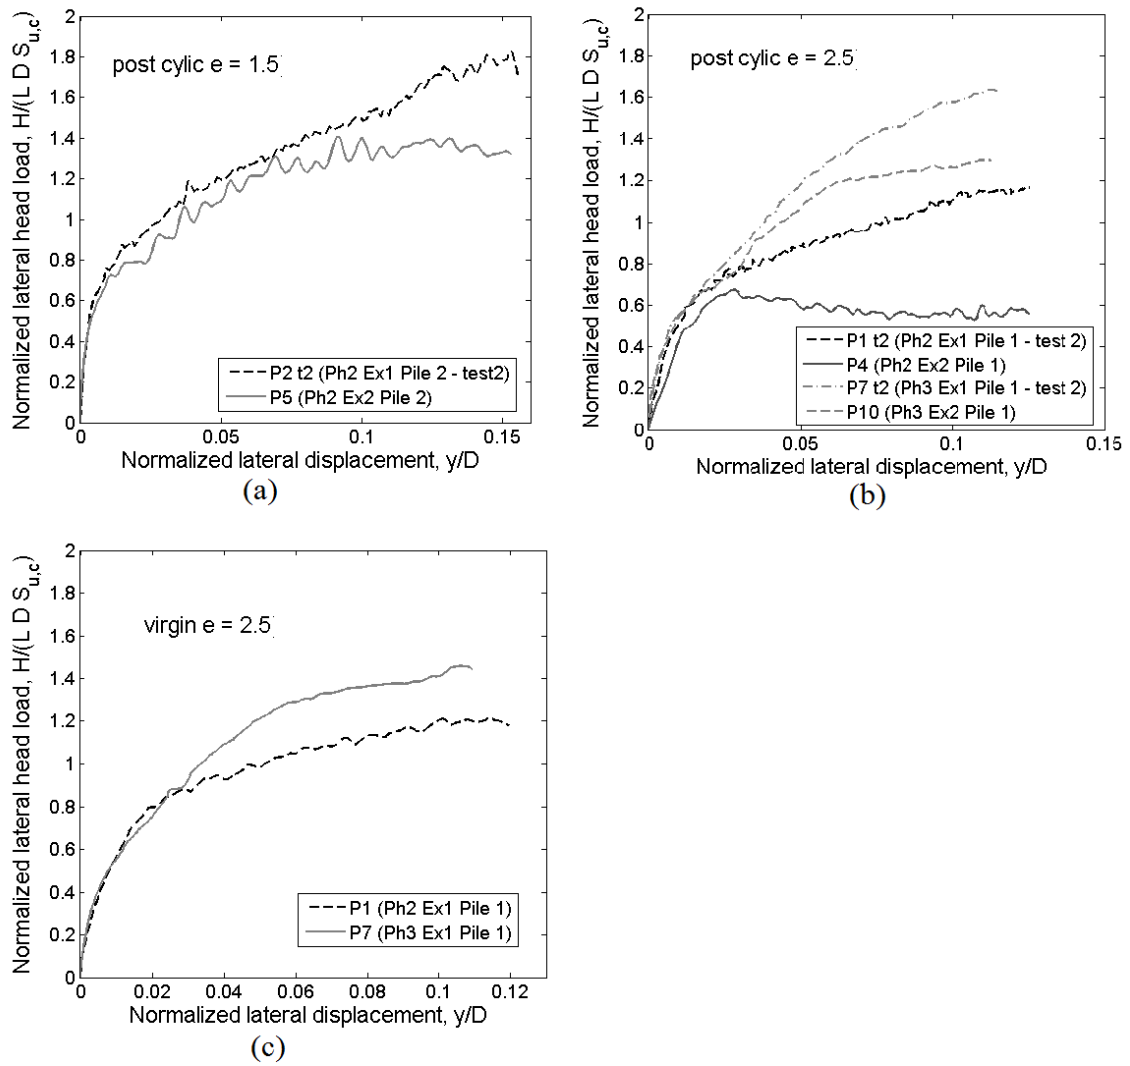 2
1.8
1.6
1.4
1.2
1
0.8
0.6
0.4
0.2
0
Normalized lateral head load, H/(L D Su,c)
post cylic e = 1.5
P2 t2 (Ph2 Ex1 Pile 2 - test2)
P5 (Ph2 Ex2 Pile 2)
0 0.05 0.1 0.15
Normalized lateral displacement, y/D
(a)
2
1.8
1.6
1.4
1.2
1
0.8
0.6
0.4
0.2
0
Normalized lateral head load, H/(L D Su,c)
post cylic e = 2.5
P1 t2 (Ph2 Ex1 Pile 1 - test 2)
P4 (Ph2 Ex2 Pile 1)
P7 t2 (Ph3 Ex1 Pile 1 - test 2)
P10 (Ph3 Ex2 Pile 1)
0 0.05 0.1 0.15
Normalized lateral displacement, y/D
(b)
2
1.8
1.6
1.4
1.2
1
0.8
0.6
0.4
0.2
0
Normalized lateral head load, H/(L D Su,c)
virgin e = 2.5
P1 (Ph2 Ex1 Pile 1)
P7 (Ph3 Ex1 Pile 1)
0 0.02 0.04 0.06 0.08 0.1 0.12
Normalized lateral displacement, y/D
(c)